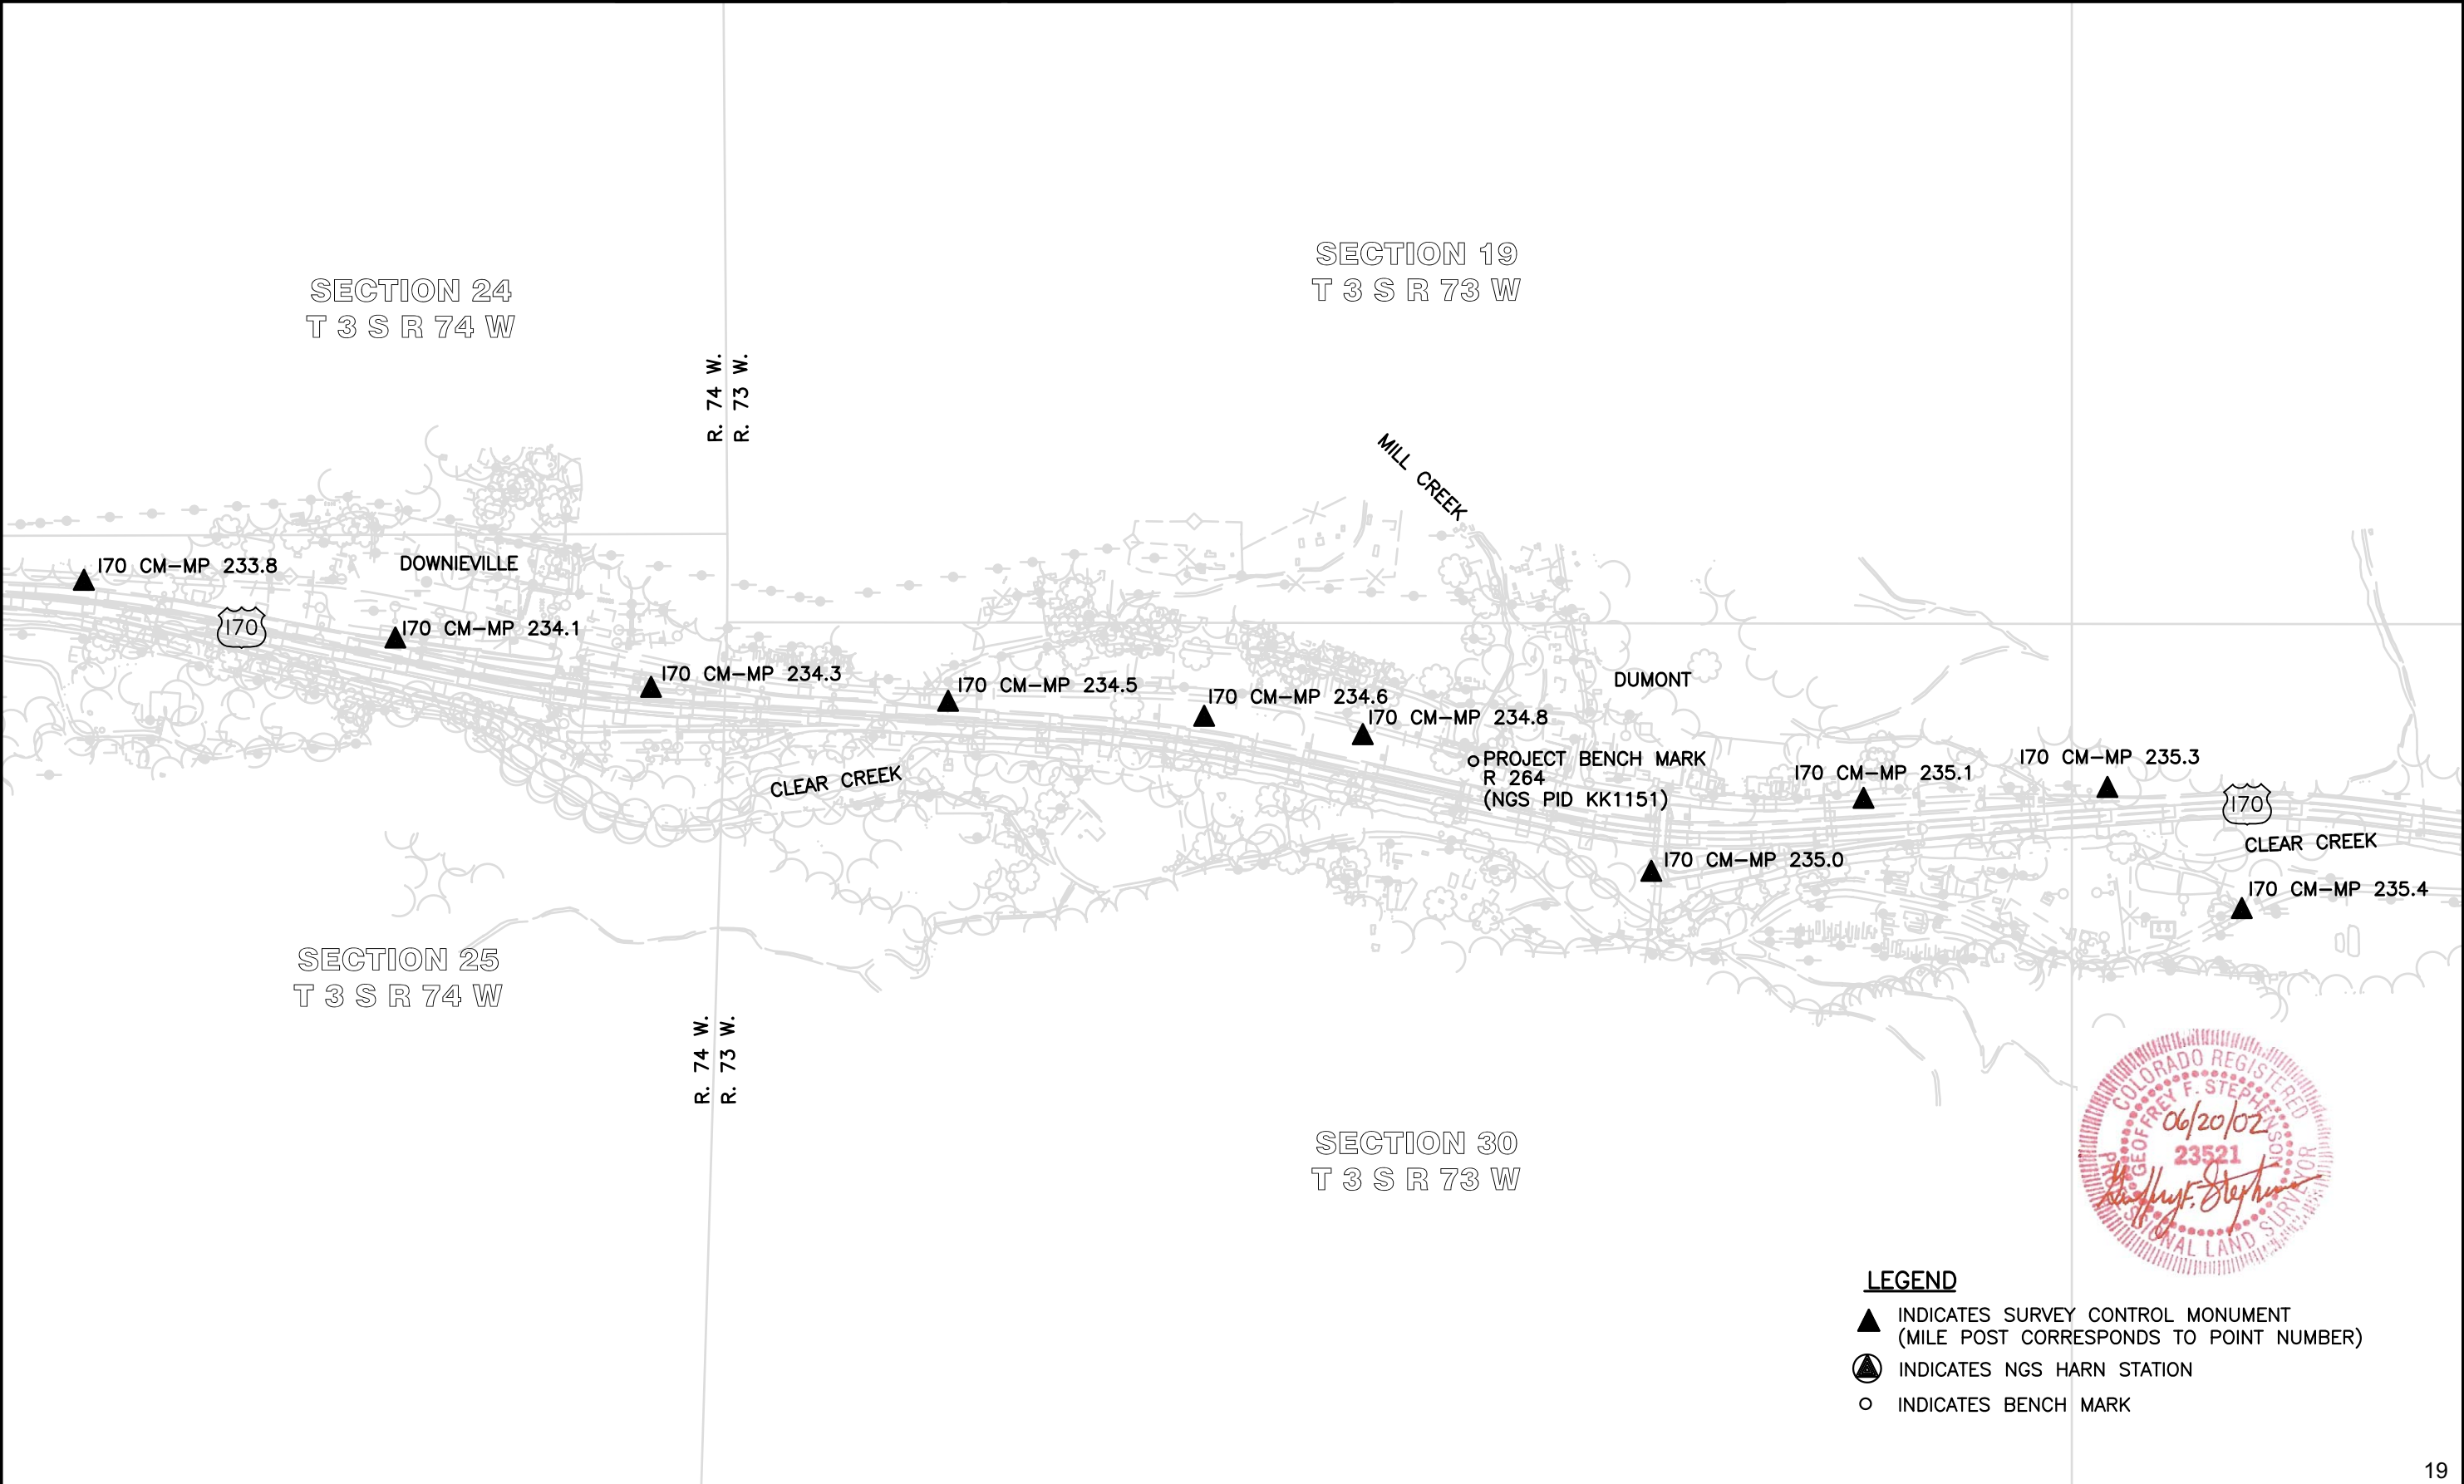 SECTION 24
T 3 S R 74 W
SECTION 19
T 3 S R 73 W
R. 74 W.
R. 73 W.
MILL CREEK
I70 CM-MP 233.8
DOWNIEVILLE
I70
I70 CM-MP 234.1
I70 CM-MP 234.3
I70 CM-MP 234.5
I70 CM-MP 234.6
I70 CM-MP 234.8
DUMONT
PROJECT BENCH MARK
R 264
(NGS PID KK1151)
CLEAR CREEK
I70 CM-MP 235.1
I70 CM-MP 235.3
I70
CLEAR CREEK
I70 CM-MP 235.0
I70 CM-MP 235.4
SECTION 25
T 3 S R 74 W
R. 74 W.
R. 73 W.
SECTION 30
T 3 S R 73 W
COLORADO REGISTERED
GEOFFREY F. STEPHENSON
06/20/02
23521
PROFESSIONAL LAND SURVEYOR
LEGEND
INDICATES SURVEY CONTROL MONUMENT
(MILE POST CORRESPONDS TO POINT NUMBER)
INDICATES NGS HARN STATION
INDICATES BENCH MARK
19